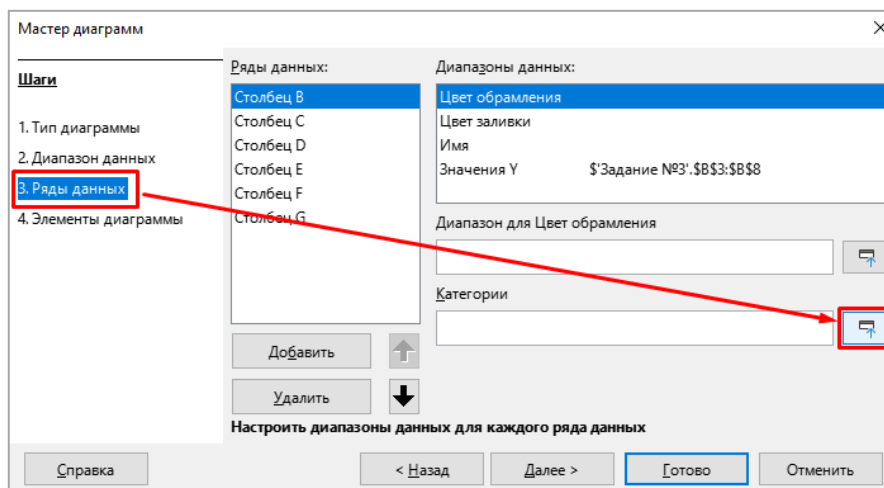 Мастер диаграмм
Шаги
1. Тип диаграммы
2. Диапазон данных
3. Ряды данных
4. Элементы диаграммы
Ряды данных:
Столбец B
Столбец C
Столбец D
Столбец E
Столбец F
Столбец G
Добавить
Удалить
Диапазоны данных:
Цвет обрамления
Цвет заливки
Имя
Значения Y $'Задание №3'.$B$3:$B$8
Диапазон для Цвет обрамления
Категории
Настроить диапазоны данных для каждого ряда данных
Справка
< Назад
Далее >
Готово
Отменить